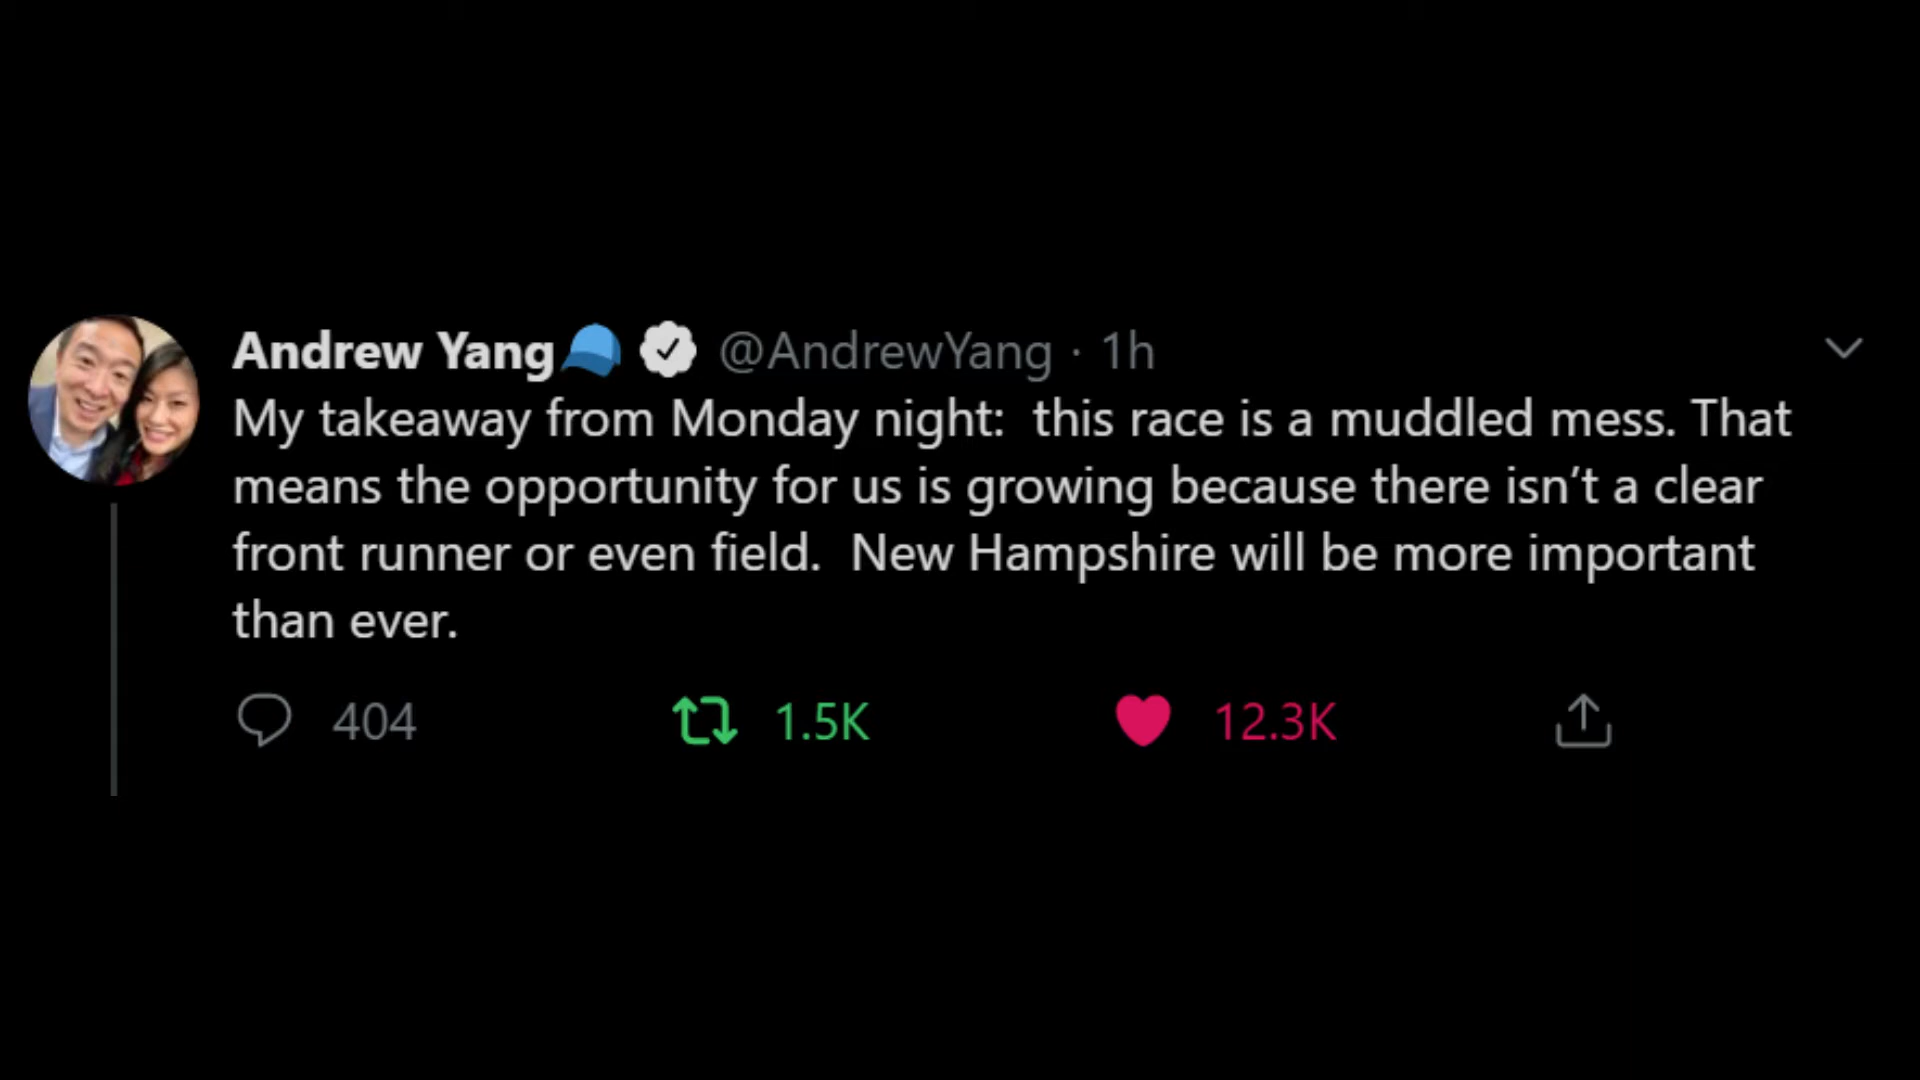 Andrew Yang🧢 @AndrewYang · 1h
My takeaway from Monday night:  this race is a muddled mess. That
means the opportunity for us is growing because there isn’t a clear
front runner or even field.  New Hampshire will be more important
than ever.
404 1.5K 12.3K